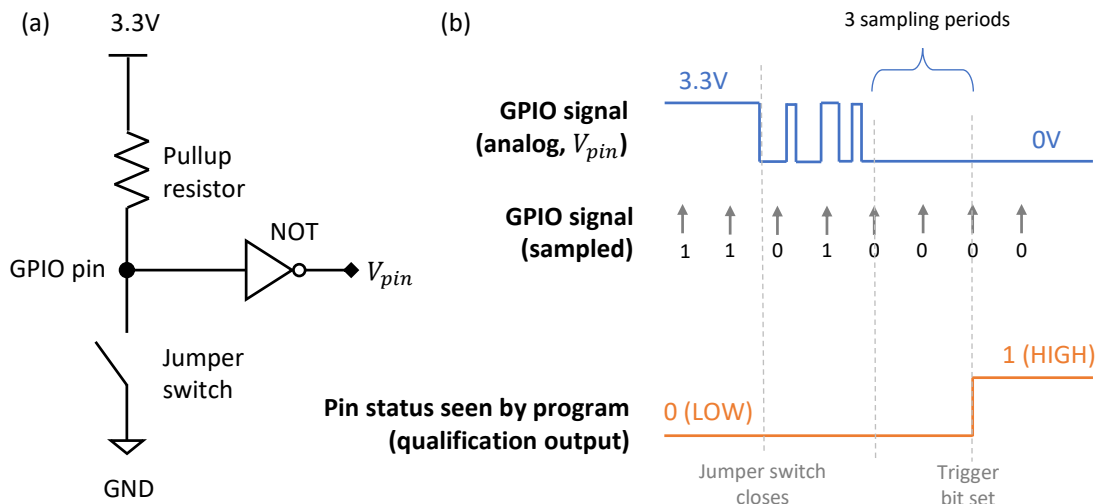 (a)
3.3V
Pullup
resistor
NOT
GPIO pin
V_pin
Jumper
switch
GND
(b)
3 sampling periods
3.3V
GPIO signal
(analog, V_pin)
0V
GPIO signal
(sampled)
1 1 0 1 0 0 0 0
1 (HIGH)
Pin status seen by program
(qualification output)
0 (LOW)
Jumper switch
closes
Trigger
bit set